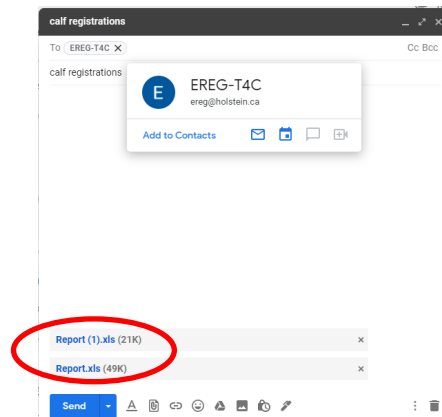 calf registrations
To EREG-T4C Cc Bcc
calf registrations
E EREG-T4C
ereg@holstein.ca
Add to Contacts
Report (1).xls (21K)
Report.xls (49K)
Send